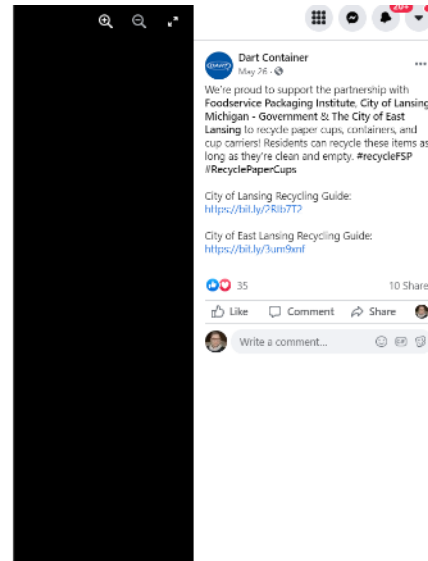 20+
Dart Container
May 26 ·
We're proud to support the partnership with
Foodservice Packaging Institute, City of Lansing
Michigan - Government & The City of East
Lansing to recycle paper cups, containers, and
cup carriers! Residents can recycle these items as
long as they're clean and empty. #recycleFSP
#RecyclePaperCups
City of Lansing Recycling Guide:
https://bit.ly/2Rlb7T2
City of East Lansing Recycling Guide:
https://bit.ly/3um9xnf
35
10 Share
Like Comment Share
Write a comment...
GIF